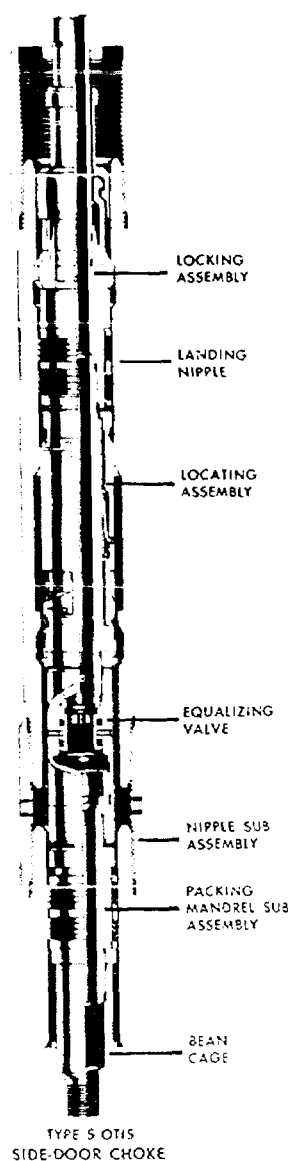 LOCKING
ASSEMBLY
LANDING
NIPPLE
LOCATING
ASSEMBLY
EQUALIZING
VALVE
NIPPLE SUB
ASSEMBLY
PACKING
MANDREL SUB
ASSEMBLY
BEAN
CAGE
TYPE S OTIS
SIDE-DOOR CHOKE